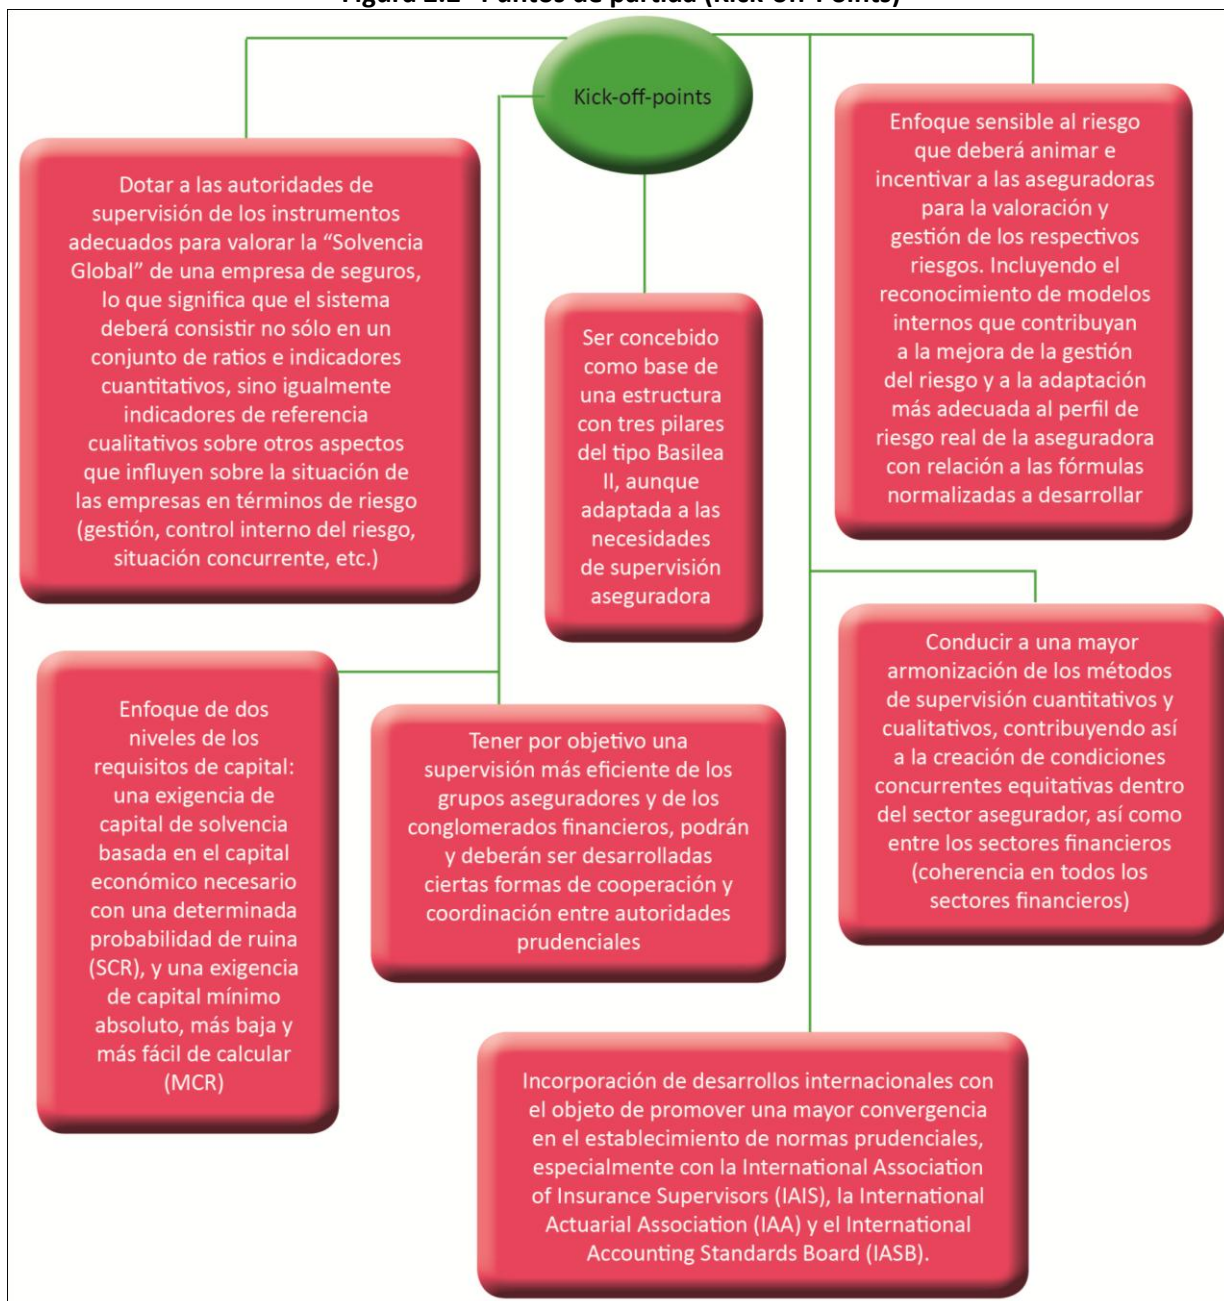 Kick-off-points
Dotar a las autoridades de
supervisión de los instrumentos
adecuados para valorar la “Solvencia
Global” de una empresa de seguros,
lo que significa que el sistema
deberá consistir no sólo en un
conjunto de ratios e indicadores
cuantitativos, sino igualmente
indicadores de referencia
cualitativos sobre otros aspectos
que influyen sobre la situación de
las empresas en términos de riesgo
(gestión, control interno del riesgo,
situación concurrente, etc.)
Ser concebido
como base de
una estructura
con tres pilares
del tipo Basilea
II, aunque
adaptada a las
necesidades
de supervisión
aseguradora
Enfoque sensible al riesgo
que deberá animar e
incentivar a las aseguradoras
para la valoración y
gestión de los respectivos
riesgos. Incluyendo el
reconocimiento de modelos
internos que contribuyan
a la mejora de la gestión
del riesgo y a la adaptación
más adecuada al perfil de
riesgo real de la aseguradora
con relación a las fórmulas
normalizadas a desarrollar
Enfoque de dos
niveles de los
requisitos de capital:
una exigencia de
capital de solvencia
basada en el capital
económico necesario
con una determinada
probabilidad de ruina
(SCR), y una exigencia
de capital mínimo
absoluto, más baja y
más fácil de calcular
(MCR)
Tener por objetivo una
supervisión más eficiente de los
grupos aseguradores y de los
conglomerados financieros, podrán
y deberán ser desarrolladas
ciertas formas de cooperación y
coordinación entre autoridades
prudenciales
Conducir a una mayor
armonización de los métodos
de supervisión cuantitativos y
cualitativos, contribuyendo así
a la creación de condiciones
concurrentes equitativas dentro
del sector asegurador, así como
entre los sectores financieros
(coherencia en todos los
sectores financieros)
Incorporación de desarrollos internacionales con
el objeto de promover una mayor convergencia
en el establecimiento de normas prudenciales,
especialmente con la International Association
of Insurance Supervisors (IAIS), la International
Actuarial Association (IAA) y el International
Accounting Standards Board (IASB).